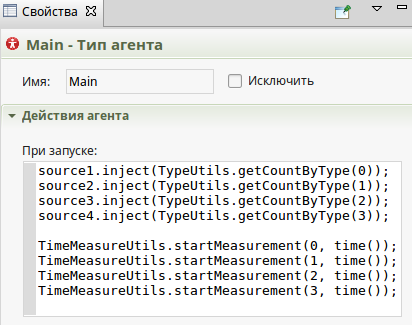 Свойства
Main - Тип агента
Имя: Main Исключить
Действия агента
При запуске:
source1.inject(TypeUtils.getCountByType(0));
source2.inject(TypeUtils.getCountByType(1));
source3.inject(TypeUtils.getCountByType(2));
source4.inject(TypeUtils.getCountByType(3));
TimeMeasureUtils.startMeasurement(0, time());
TimeMeasureUtils.startMeasurement(1, time());
TimeMeasureUtils.startMeasurement(2, time());
TimeMeasureUtils.startMeasurement(3, time());